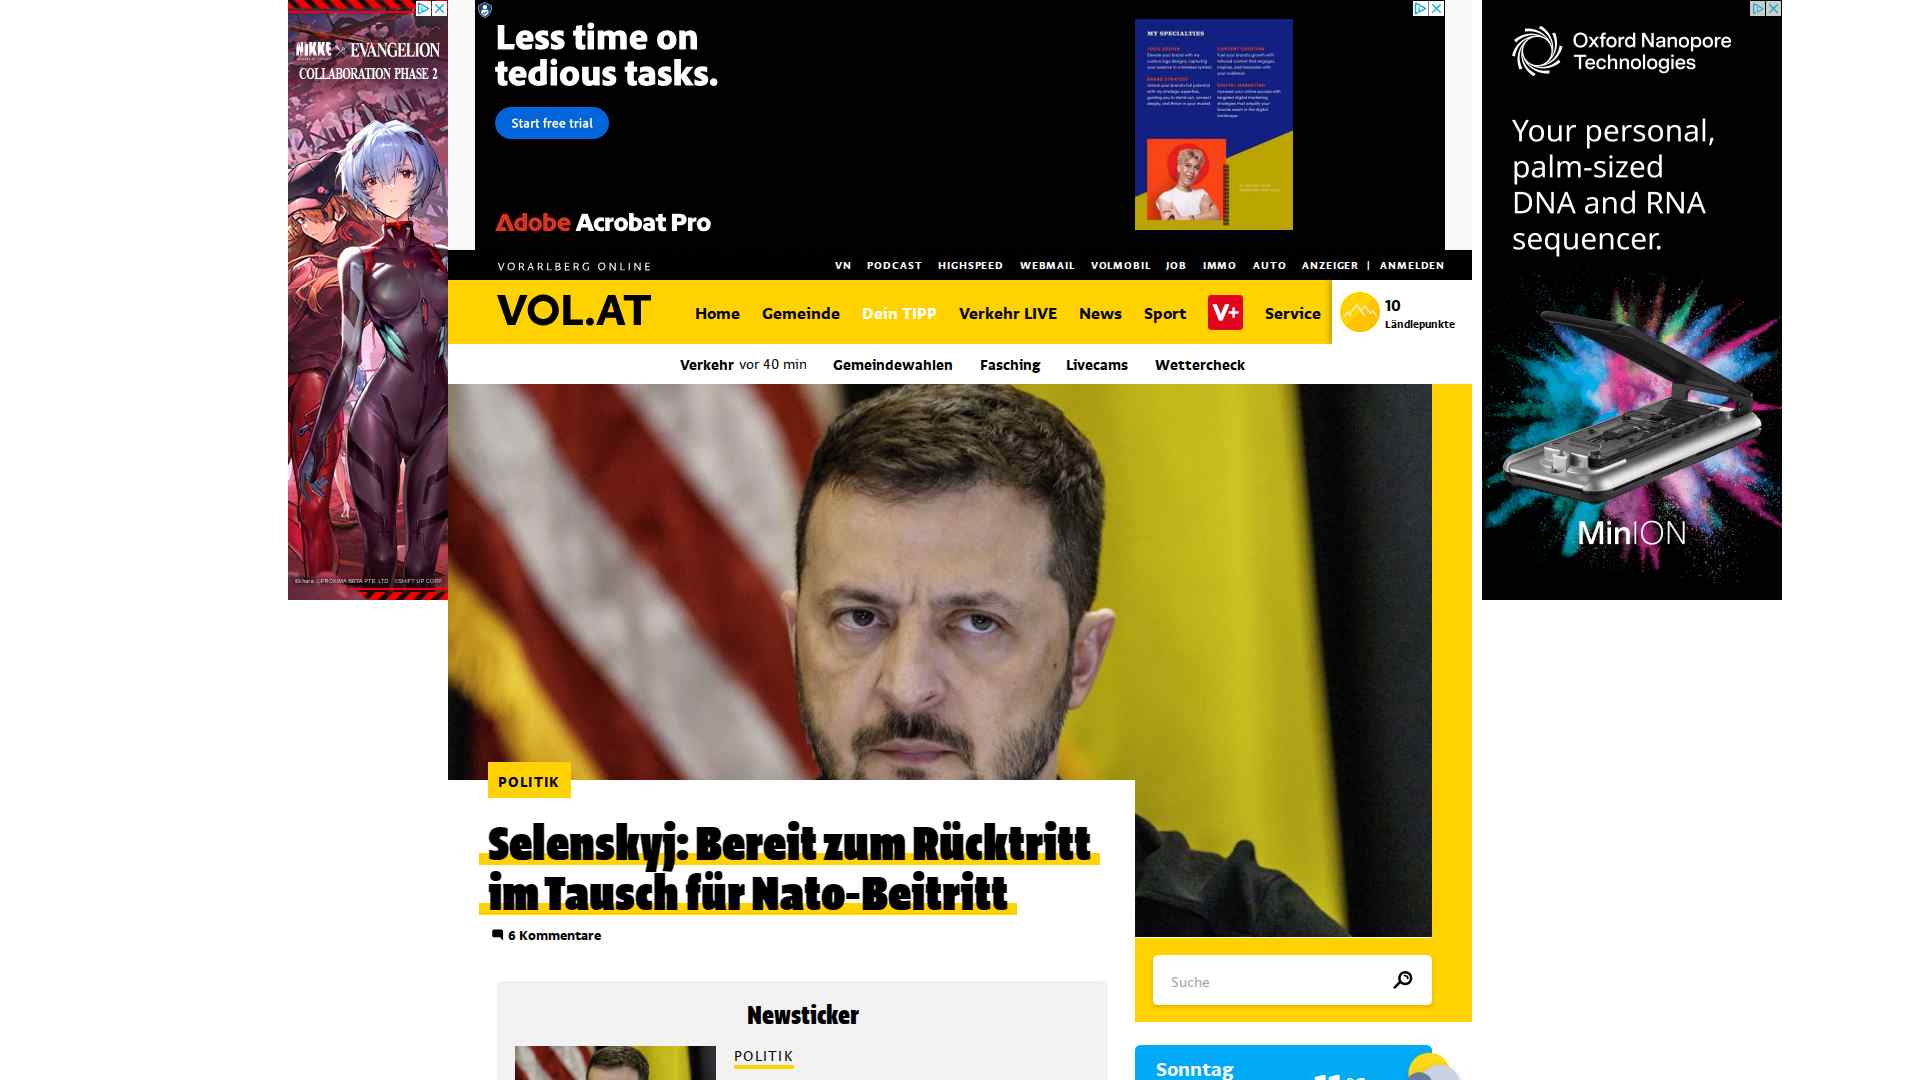 NIKKE × EVANGELION
COLLABORATION PHASE 2
Less time on
tedious tasks.
Start free trial
Adobe Acrobat Pro
MY SPECIALTIES
Oxford Nanopore
Technologies
Your personal,
palm-sized
DNA and RNA
sequencer.
MinION
VORARLBERG ONLINE
VN PODCAST HIGHSPEED WEBMAIL VOLMOBIL JOB IMMO AUTO ANZEIGER | ANMELDEN
VOL.AT
Home Gemeinde Dein TIPP Verkehr LIVE News Sport V+ Service
10
Ländlepunkte
Verkehr vor 40 min Gemeindewahlen Fasching Livecams Wettercheck
POLITIK
Selenskyj: Bereit zum Rücktritt
im Tausch für Nato-Beitritt
6 Kommentare
Suche
Newsticker
POLITIK
Sonntag